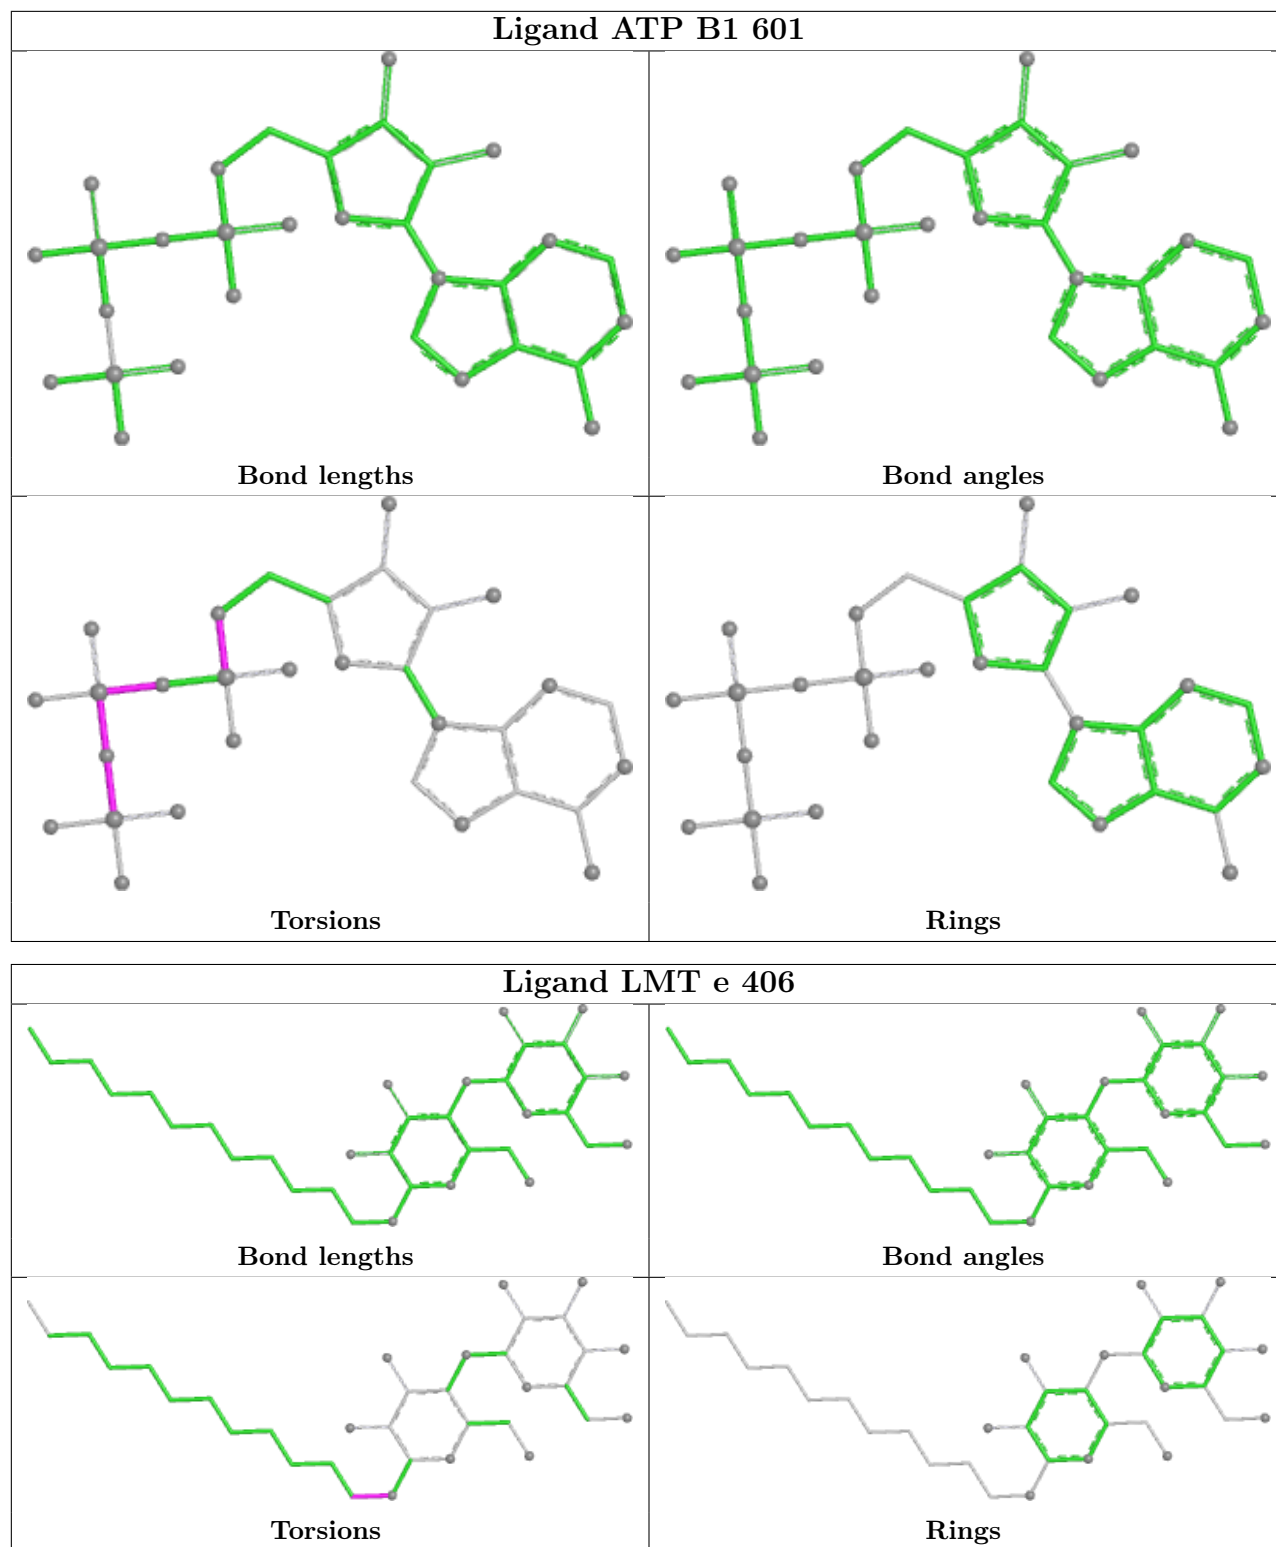 Ligand ATP B1 601
Bond lengths
Bond angles
Torsions
Rings
Ligand LMT e 406
Bond lengths
Bond angles
Torsions
Rings